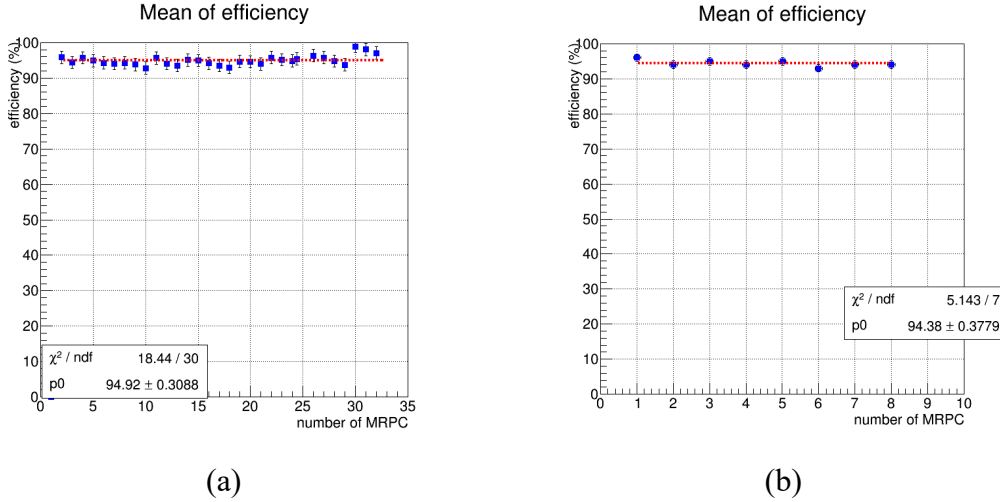 Mean of efficiency
efficiency (%)
100
90
80
70
60
50
40
30
20
10
0
χ² / ndf 18.44 / 30
p0 94.92 ± 0.3088
0 5 10 15 20 25 30 35
number of MRPC
(a)
Mean of efficiency
efficiency (%)
100
90
80
70
60
50
40
30
20
10
0
χ² / ndf 5.143 / 7
p0 94.38 ± 0.3779
0 1 2 3 4 5 6 7 8 9 10
number of MRPC
(b)